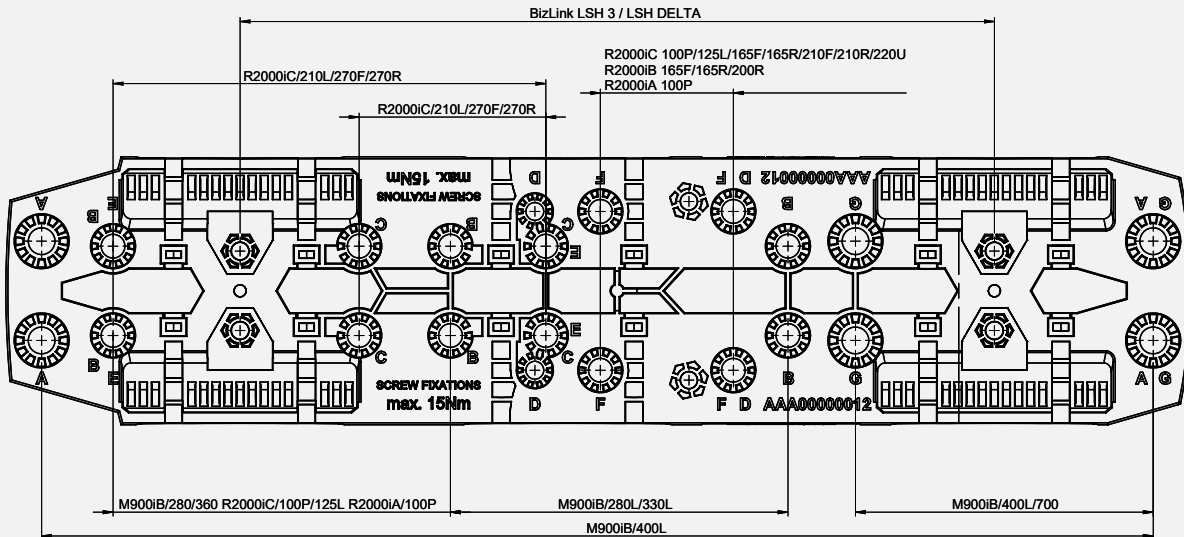 BizLink LSH 3 / LSH DELTA
R2000iC 100P/125L/165F/165R/210F/210R/220U
R2000iB 165F/165R/200R
R2000iA 100P
R2000iC/210L/270F/270R
R2000iC/210L/270F/270R
max. 15Nm
SCREW FIXATIONS
D F F D AAA00000012
A B E C B C E B G A G
A B E C B E C B G A G
SCREW FIXATIONS
max. 15Nm
D F F D AAA00000012
M900iB/280/360 R2000iC/100P/125L R2000iA/100P
M900iB/280L/330L
M900iB/400L/700
M900iB/400L